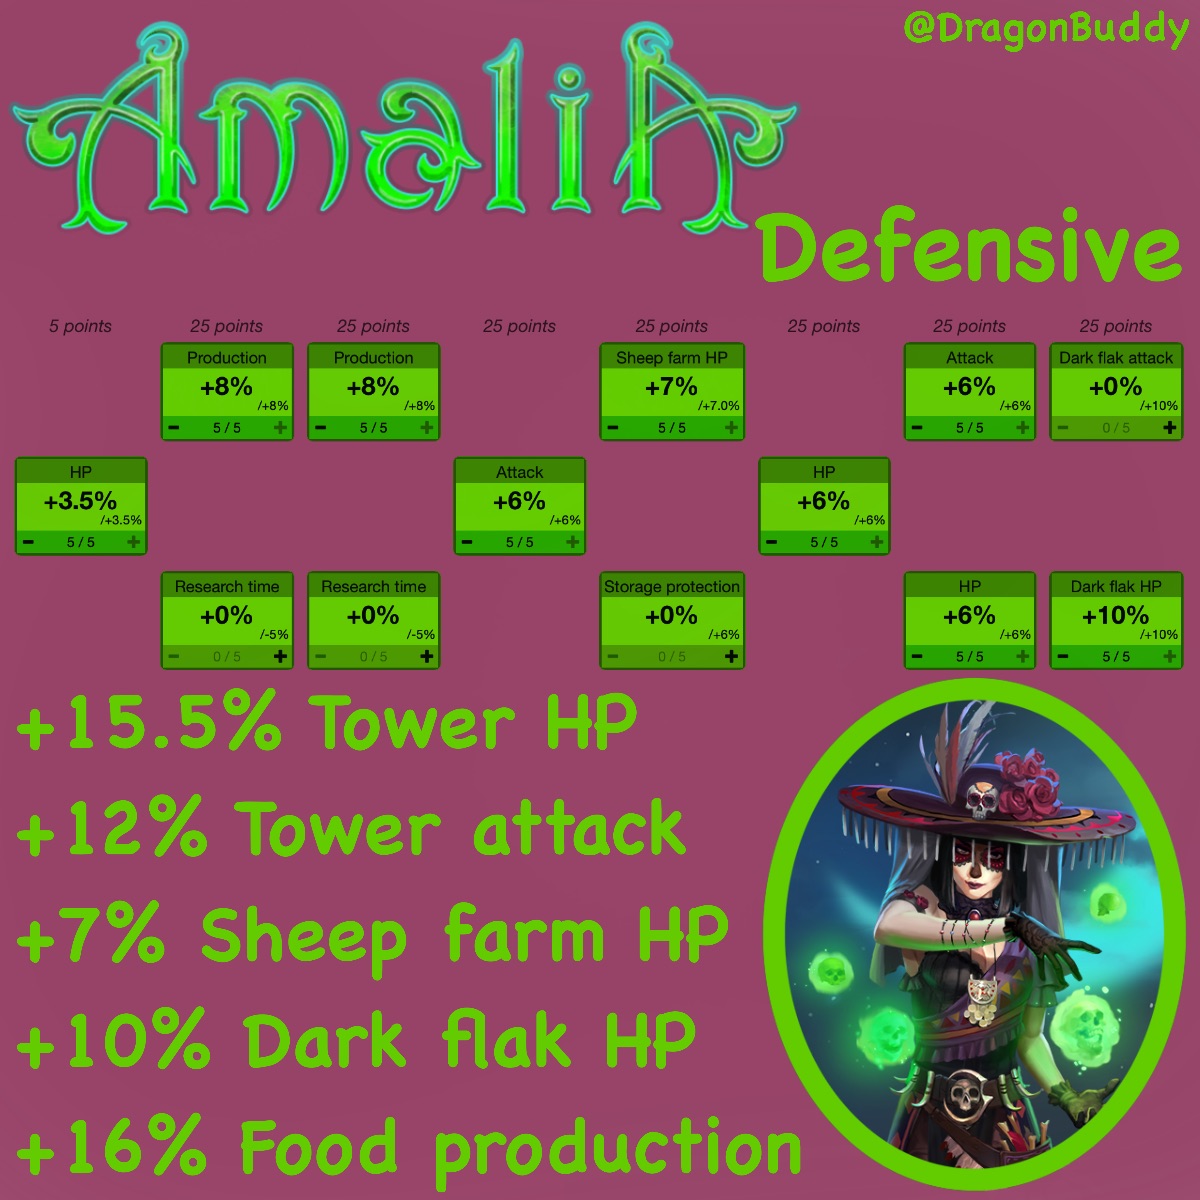 @DragonBuddy
AmaliA
Defensive
5 points 25 points 25 points 25 points 25 points 25 points 25 points 25 points
Production Production Sheep farm HP Attack Dark flak attack
+8% +8% +7% +6% +0%
/+8% /+8% /+7.0% /+6% /+10%
− 5 / 5 + − 5 / 5 + − 5 / 5 + − 5 / 5 + − 0 / 5 +
HP Attack HP
+3.5% +6% +6%
/+3.5% /+6% /+6%
− 5 / 5 + − 5 / 5 + − 5 / 5 +
Research time Research time Storage protection HP Dark flak HP
+0% +0% +0% +6% +10%
/-5% /-5% /+6% /+6% /+10%
− 0 / 5 + − 0 / 5 + − 0 / 5 + − 5 / 5 + − 5 / 5 +
+15.5% Tower HP
+12% Tower attack
+7% Sheep farm HP
+10% Dark flak HP
+16% Food production